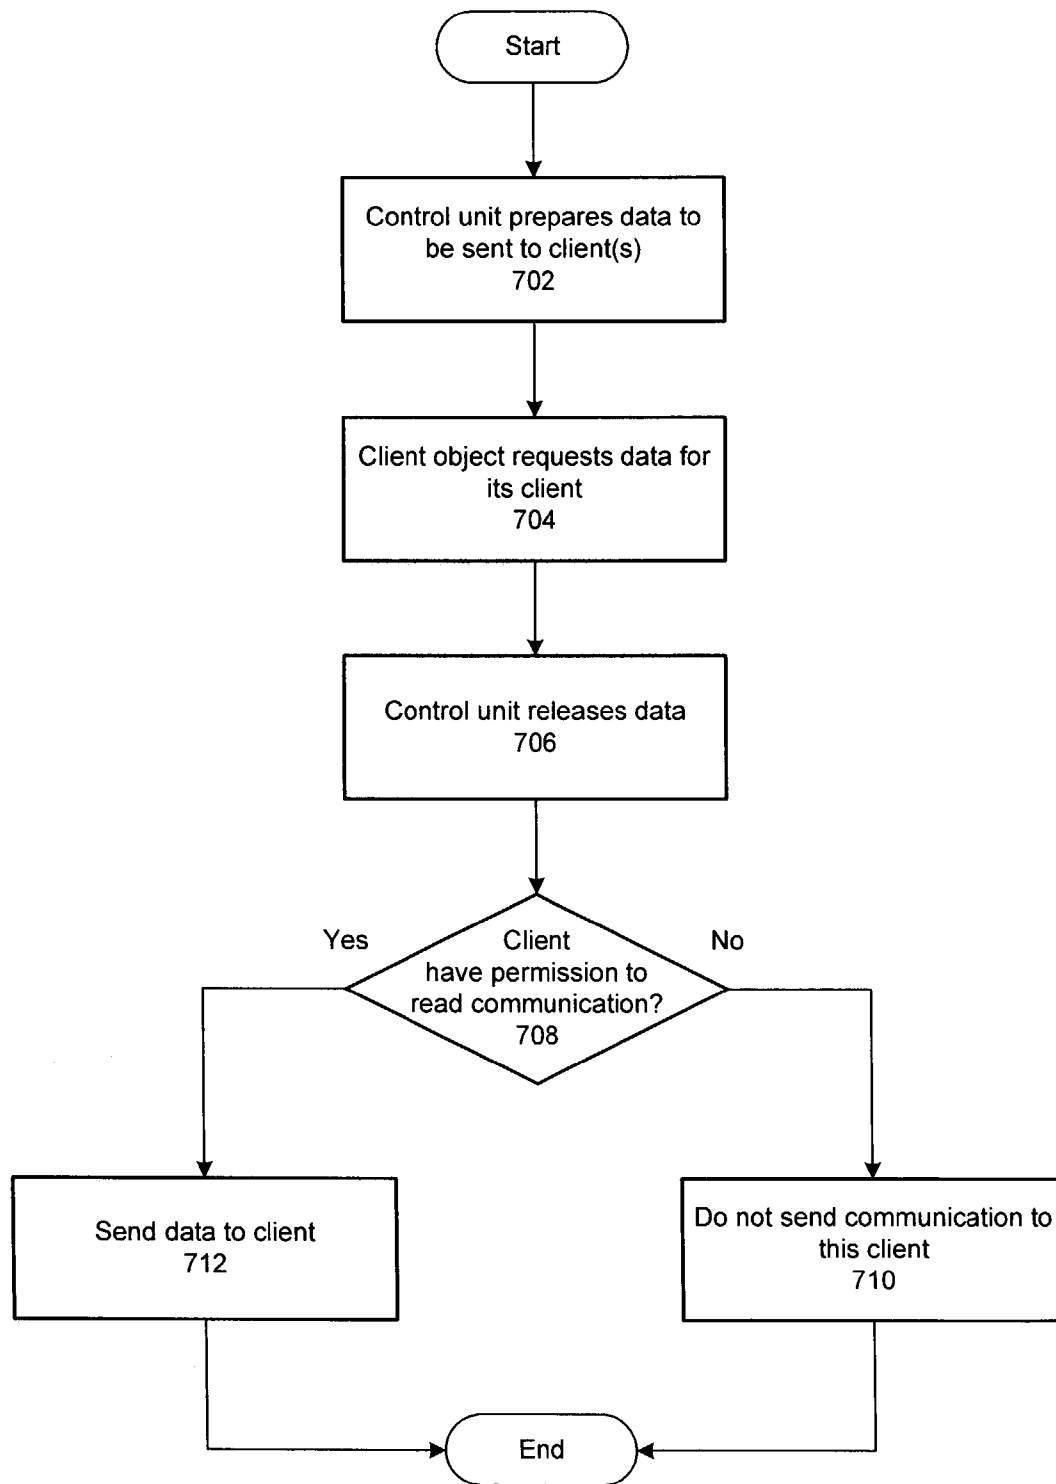 Start
Control unit prepares data to
be sent to client(s)
702
Client object requests data for
its client
704
Control unit releases data
706
Yes
No
Client
have permission to
read communication?
708
Send data to client
712
Do not send communication to
this client
710
End